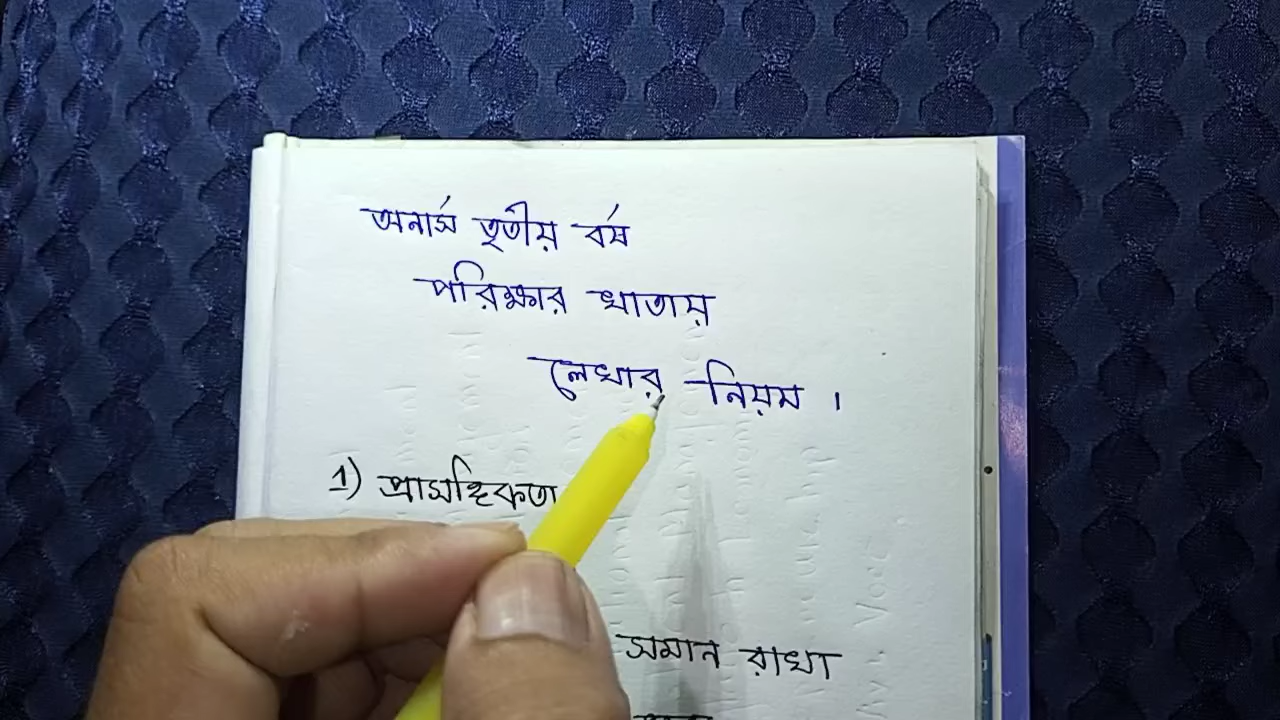 অনার্স তৃতীয় বর্ষ
পরিক্ষার খাতায়
লেখার নিয়ম ।
1) প্রাসঙ্গিকতা
সমান রাখা